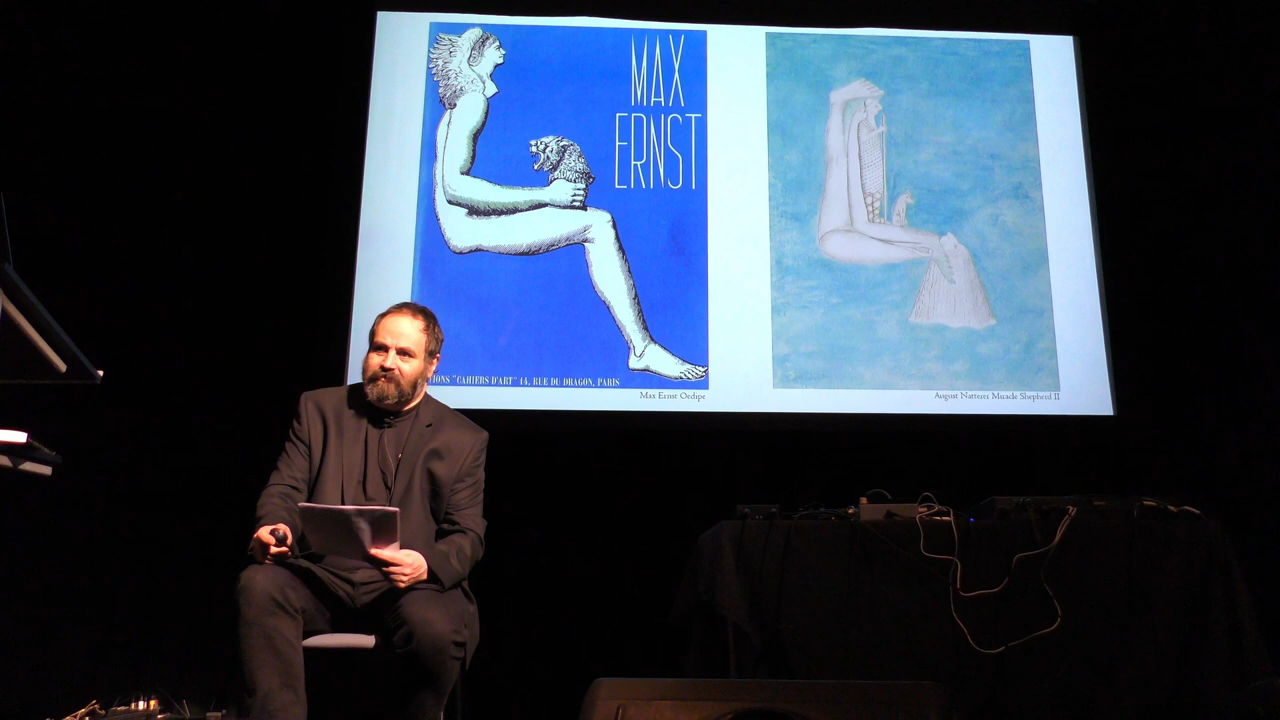 MAX
ERNST
IONS "CAHIERS D'ART" 14, RUE DU DRAGON, PARIS
Max Ernst Oedipe
August Natterer Miracle Shepherd II